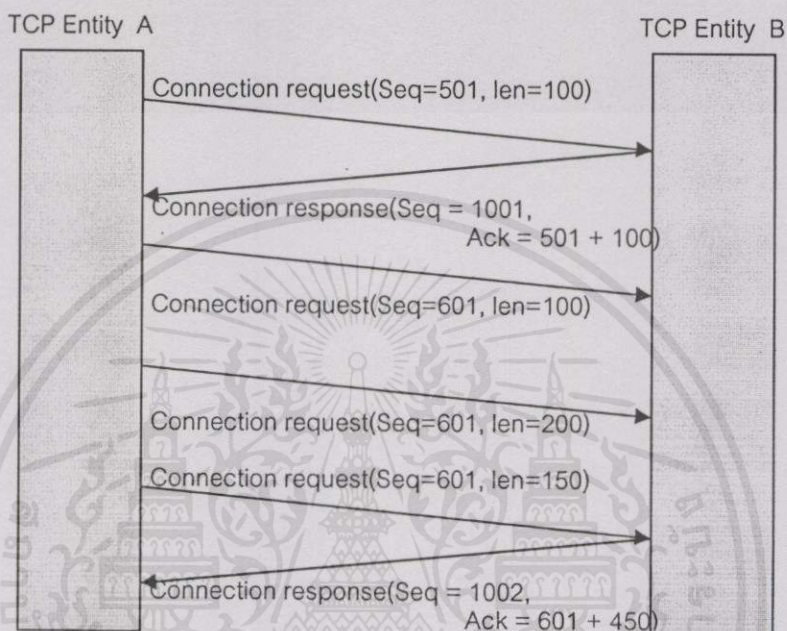 TCP Entity A
TCP Entity B
Connection request(Seq=501, len=100)
Connection response(Seq = 1001,
Ack = 501 + 100)
Connection request(Seq=601, len=100)
Connection request(Seq=601, len=200)
Connection request(Seq=601, len=150)
Connection response(Seq = 1002,
Ack = 601 + 450)